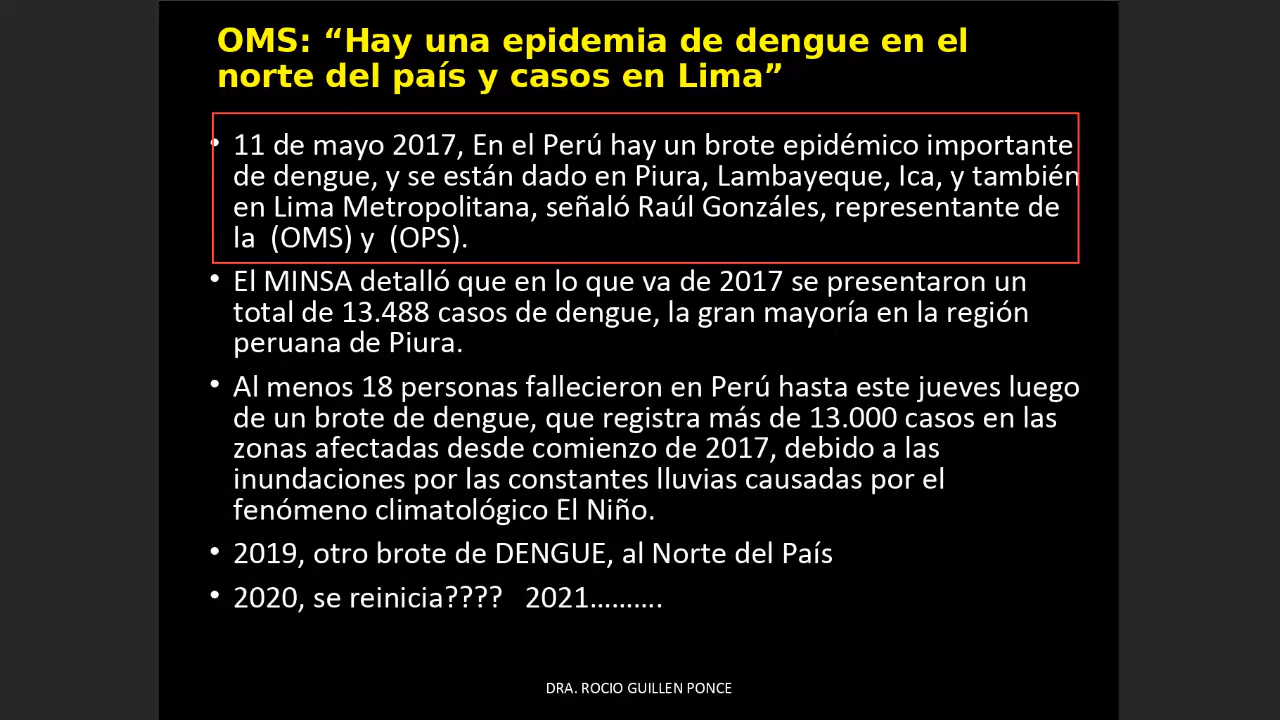 OMS: “Hay una epidemia de dengue en el
norte del país y casos en Lima”
• 11 de mayo 2017, En el Perú hay un brote epidémico importante
de dengue, y se están dado en Piura, Lambayeque, Ica, y también
en Lima Metropolitana, señaló Raúl Gonzáles, representante de
la  (OMS) y  (OPS).
• El MINSA detalló que en lo que va de 2017 se presentaron un
total de 13.488 casos de dengue, la gran mayoría en la región
peruana de Piura.
• Al menos 18 personas fallecieron en Perú hasta este jueves luego
de un brote de dengue, que registra más de 13.000 casos en las
zonas afectadas desde comienzo de 2017, debido a las
inundaciones por las constantes lluvias causadas por el
fenómeno climatológico El Niño.
• 2019, otro brote de DENGUE, al Norte del País
• 2020, se reinicia????   2021……….
DRA. ROCIO GUILLEN PONCE